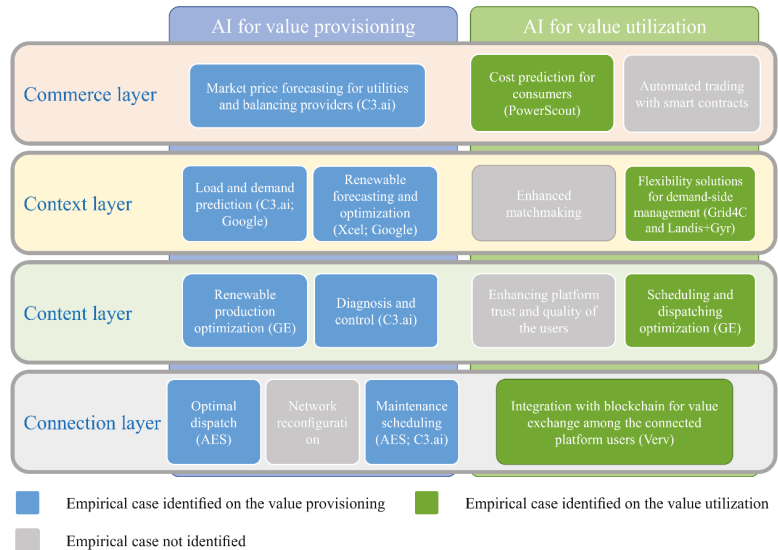 AI for value provisioning
AI for value utilization
Commerce layer
Market price forecasting for utilities
and balancing providers (C3.ai)
Cost prediction for
consumers
(PowerScout)
Automated trading
with smart contracts
Context layer
Load and demand
prediction (C3.ai;
Google)
Renewable
forecasting and
optimization
(Xcel; Google)
Enhanced
matchmaking
Flexibility solutions
for demand-side
management (Grid4C
and Landis+Gyr)
Content layer
Renewable
production
optimization (GE)
Diagnosis and
control (C3.ai)
Enhancing platform
trust and quality of
the users
Scheduling and
dispatching
optimization (GE)
Connection layer
Optimal
dispatch
(AES)
Network
reconfigurati
on
Maintenance
scheduling
(AES; C3.ai)
Integration with blockchain for value
exchange among the connected
platform users (Verv)
Empirical case identified on the value provisioning
Empirical case identified on the value utilization
Empirical case not identified